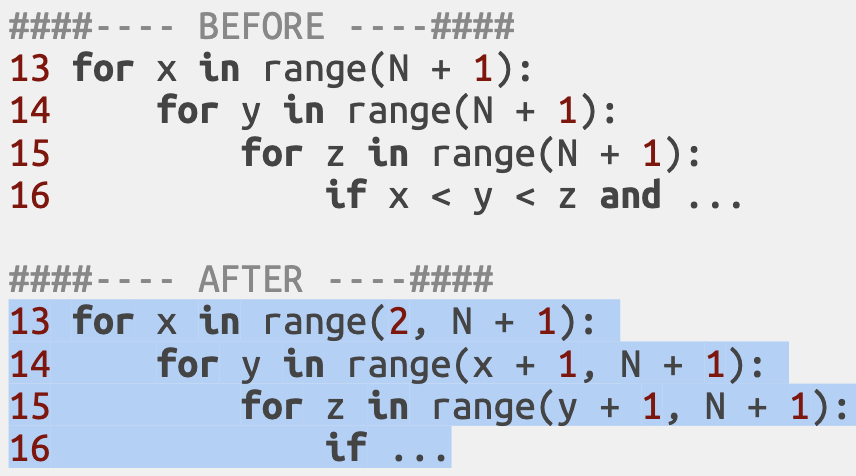 ####---- BEFORE ----####
13 for x in range(N + 1):
14     for y in range(N + 1):
15         for z in range(N + 1):
16             if x < y < z and ...

####---- AFTER ----####
13 for x in range(2, N + 1):
14     for y in range(x + 1, N + 1):
15         for z in range(y + 1, N + 1):
16             if ...